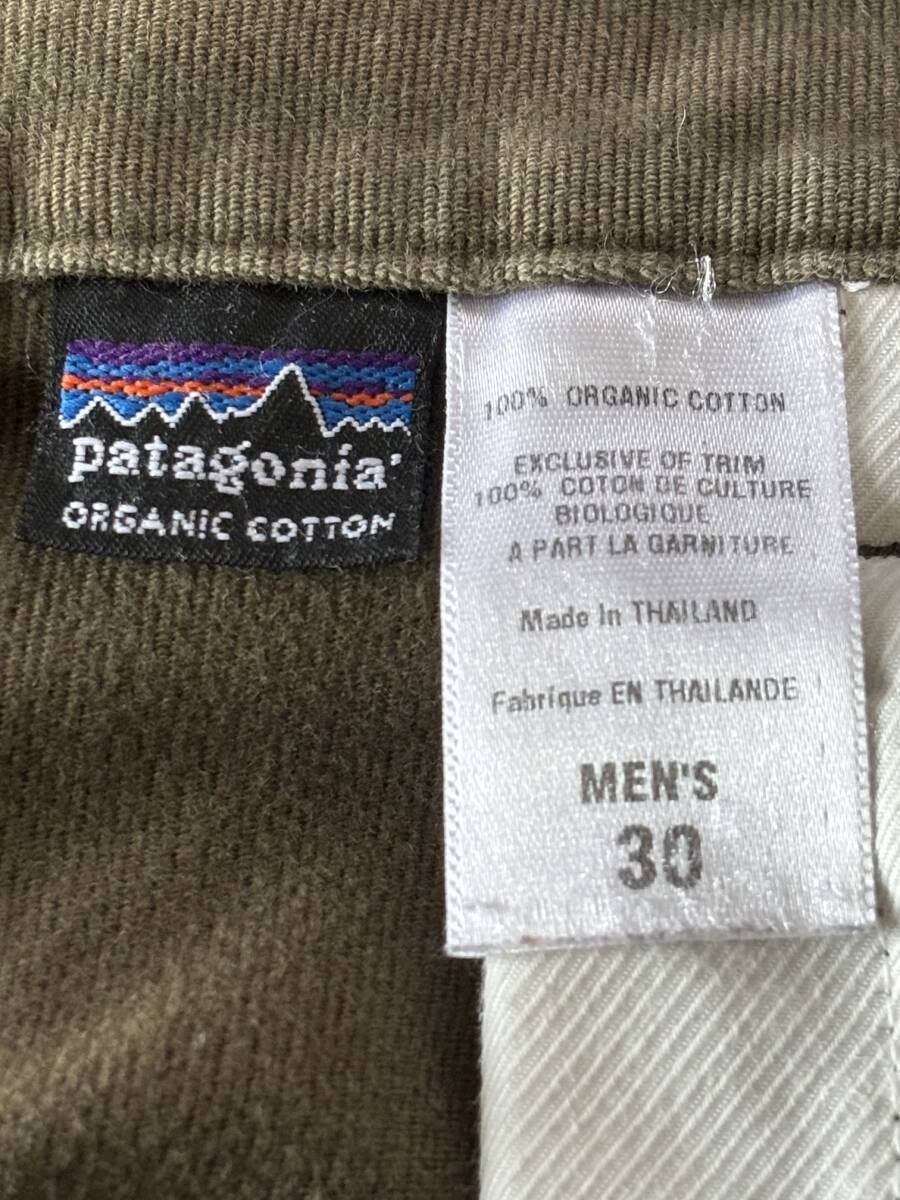 patagonia®
ORGANIC COTTON
100% ORGANIC COTTON
EXCLUSIVE OF TRIM
100% COTON DE CULTURE
BIOLOGIQUE
A PART LA GARNITURE
Made In THAILAND
Fabrique EN THAILANDE
MEN'S
30